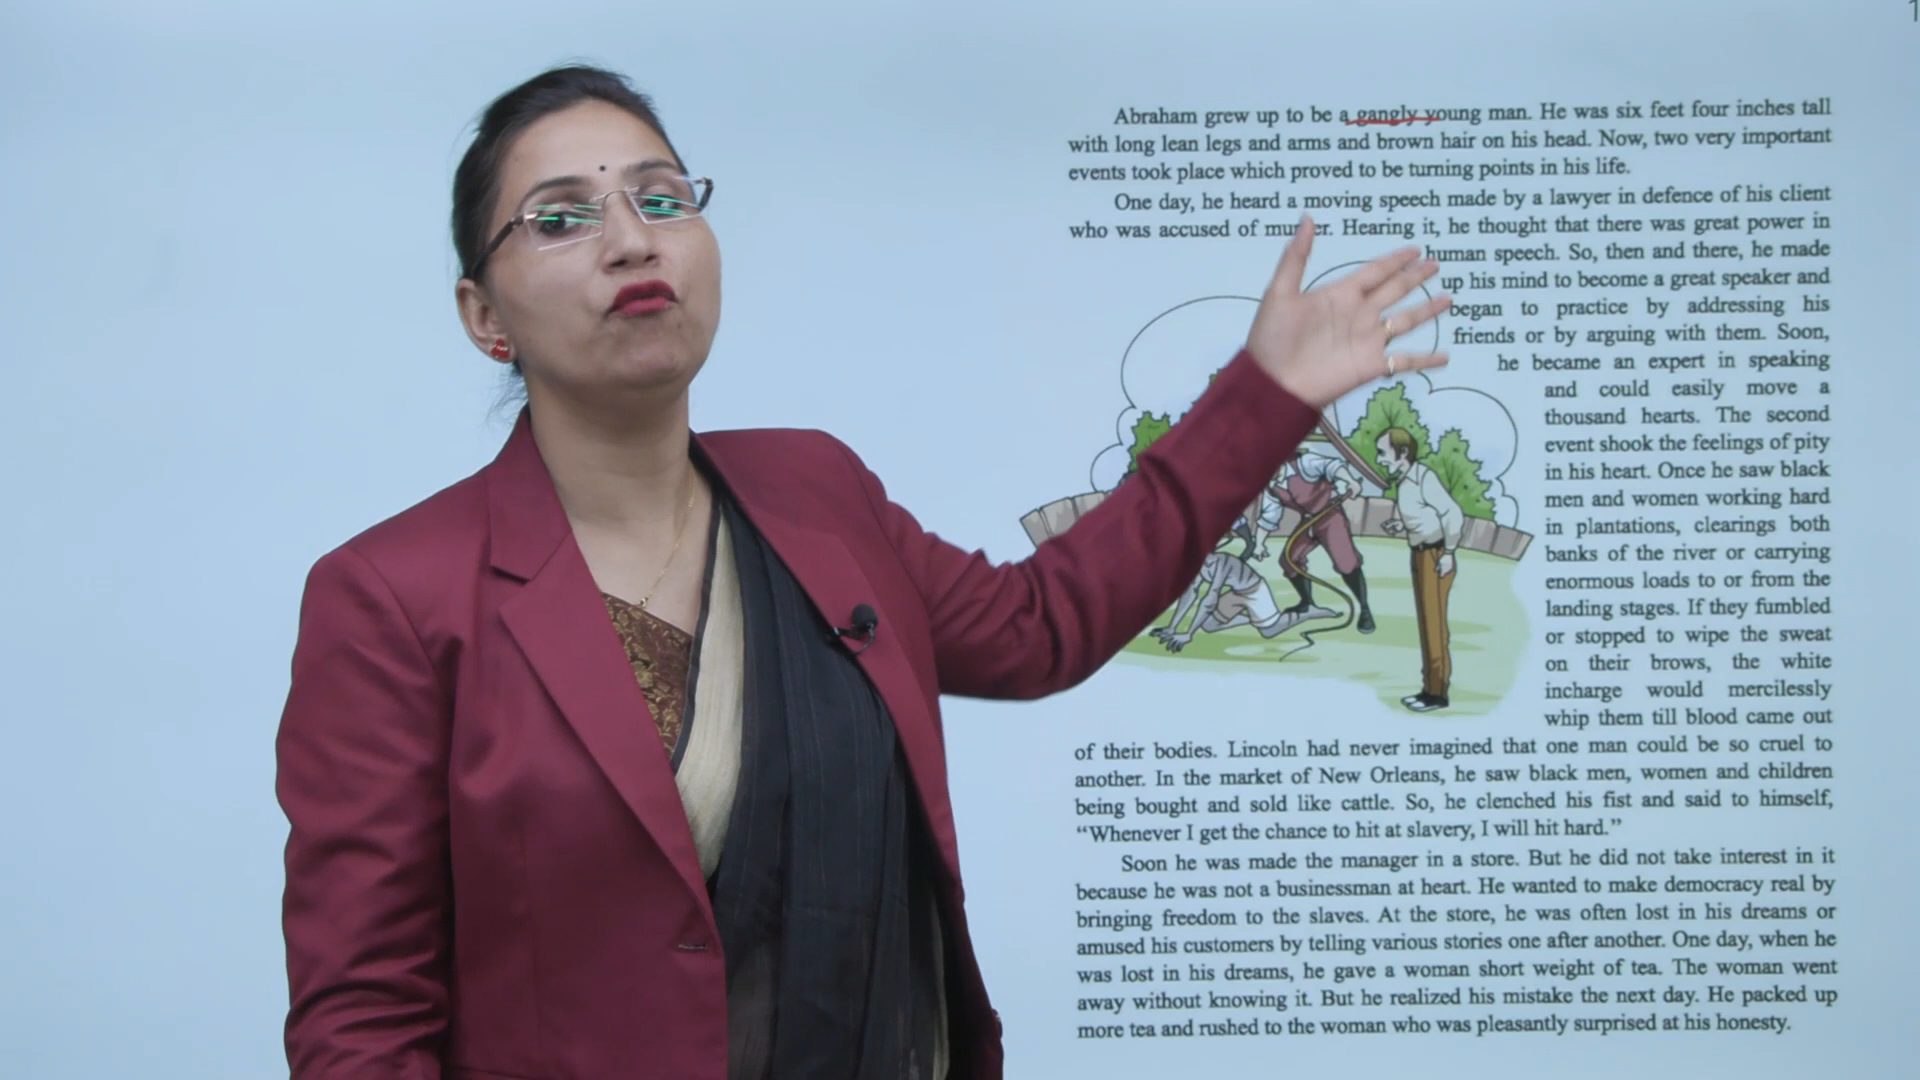 1
Abraham grew up to be a gangly young man. He was six feet four inches tall
with long lean legs and arms and brown hair on his head. Now, two very important
events took place which proved to be turning points in his life.
One day, he heard a moving speech made by a lawyer in defence of his client
who was accused of murder. Hearing it, he thought that there was great power in
human speech. So, then and there, he made
up his mind to become a great speaker and
began to practice by addressing his
friends or by arguing with them. Soon,
he became an expert in speaking
and could easily move a
thousand hearts. The second
event shook the feelings of pity
in his heart. Once he saw black
men and women working hard
in plantations, clearings both
banks of the river or carrying
enormous loads to or from the
landing stages. If they fumbled
or stopped to wipe the sweat
on their brows, the white
incharge would mercilessly
whip them till blood came out
of their bodies. Lincoln had never imagined that one man could be so cruel to
another. In the market of New Orleans, he saw black men, women and children
being bought and sold like cattle. So, he clenched his fist and said to himself,
“Whenever I get the chance to hit at slavery, I will hit hard.”
Soon he was made the manager in a store. But he did not take interest in it
because he was not a businessman at heart. He wanted to make democracy real by
bringing freedom to the slaves. At the store, he was often lost in his dreams or
amused his customers by telling various stories one after another. One day, when he
was lost in his dreams, he gave a woman short weight of tea. The woman went
away without knowing it. But he realized his mistake the next day. He packed up
more tea and rushed to the woman who was pleasantly surprised at his honesty.